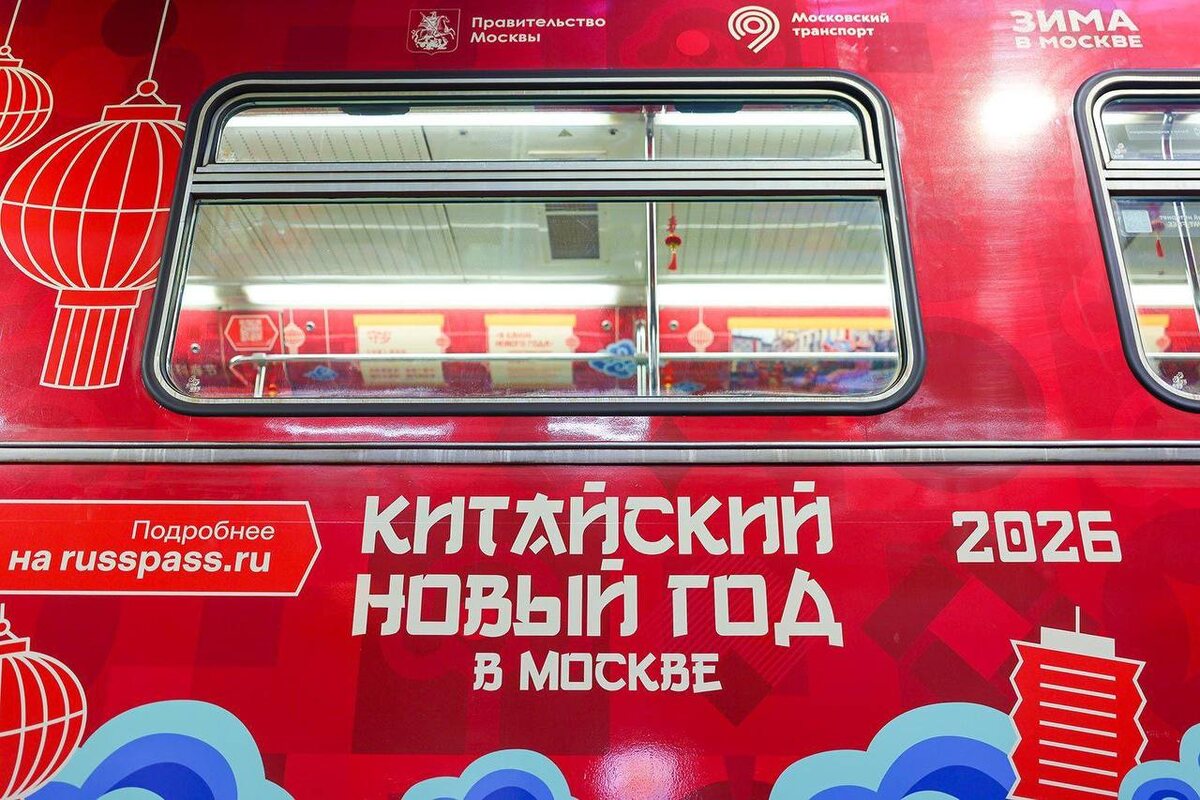 Правительство
Москвы
Московский
транспорт
ЗИМА
В МОСКВЕ
Подробнее
на russpass.ru
КИТАЙСКИЙ
НОВЫЙ ГОД
В МОСКВЕ
2026